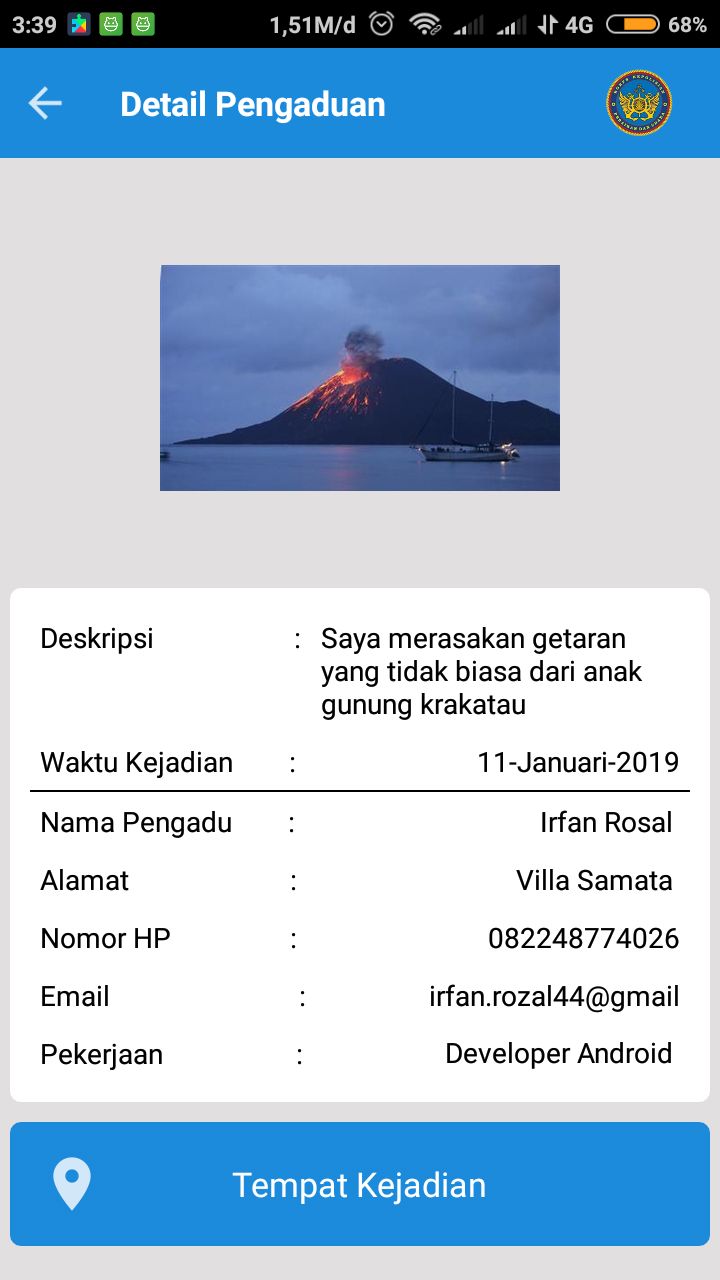 3:39 1,51M/d 4G 68%
Detail Pengaduan
Deskripsi : Saya merasakan getaran
yang tidak biasa dari anak
gunung krakatau
Waktu Kejadian : 11-Januari-2019
Nama Pengadu : Irfan Rosal
Alamat : Villa Samata
Nomor HP : 082248774026
Email : irfan.rozal44@gmail
Pekerjaan : Developer Android
Tempat Kejadian